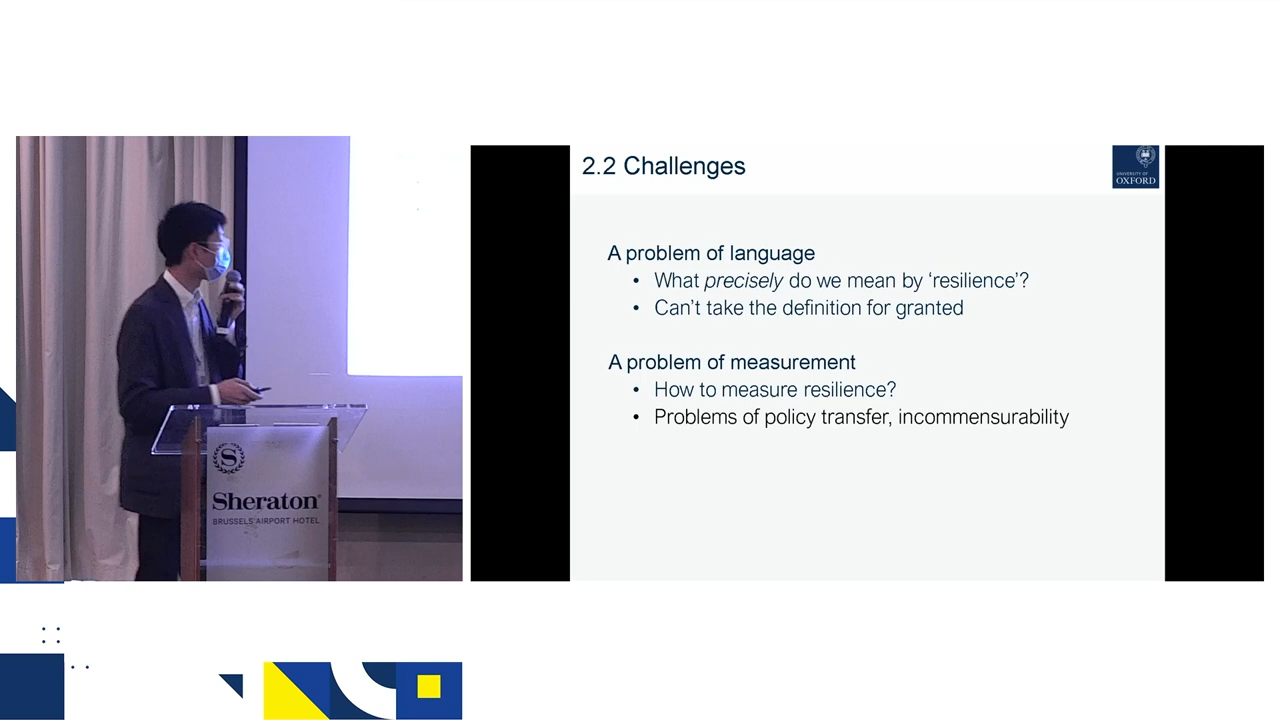 S
Sheraton
BRUSSELS AIRPORT HOTEL
2.2 Challenges
UNIVERSITY OF
OXFORD
A problem of language
• What precisely do we mean by ‘resilience’?
• Can’t take the definition for granted
A problem of measurement
• How to measure resilience?
• Problems of policy transfer, incommensurability